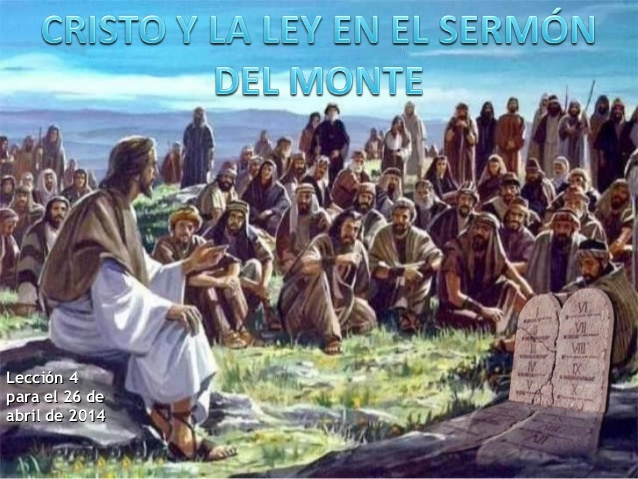 CRISTO Y LA LEY EN EL SERMÓN
DEL MONTE
Lección 4
para el 26 de
abril de 2014
VI
VII
VIII
IX
X